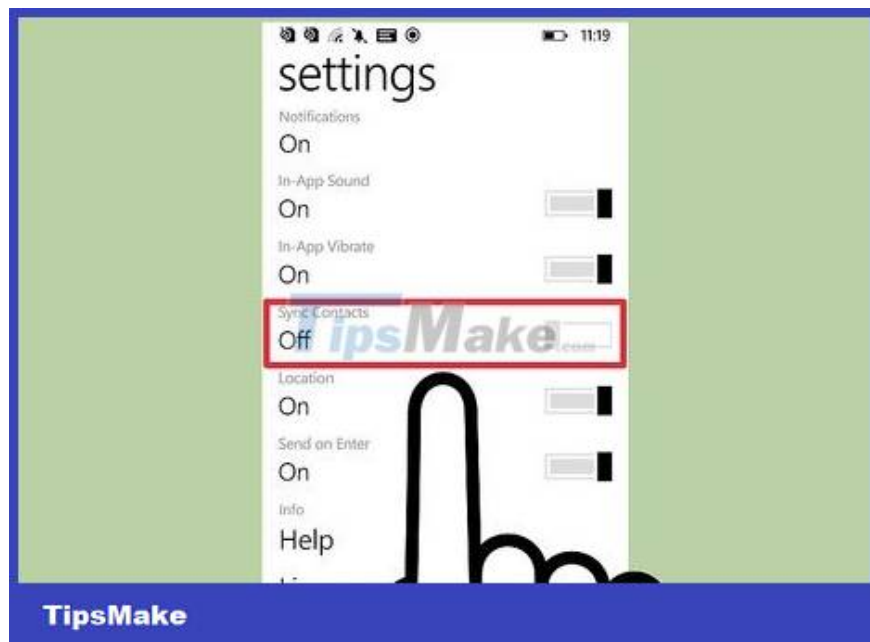 11:19
settings
Notifications
On
In-App Sound
On
In-App Vibrate
On
Sync Contacts
Off
TipsMake.com
Location
On
Send on Enter
On
Info
Help
TipsMake